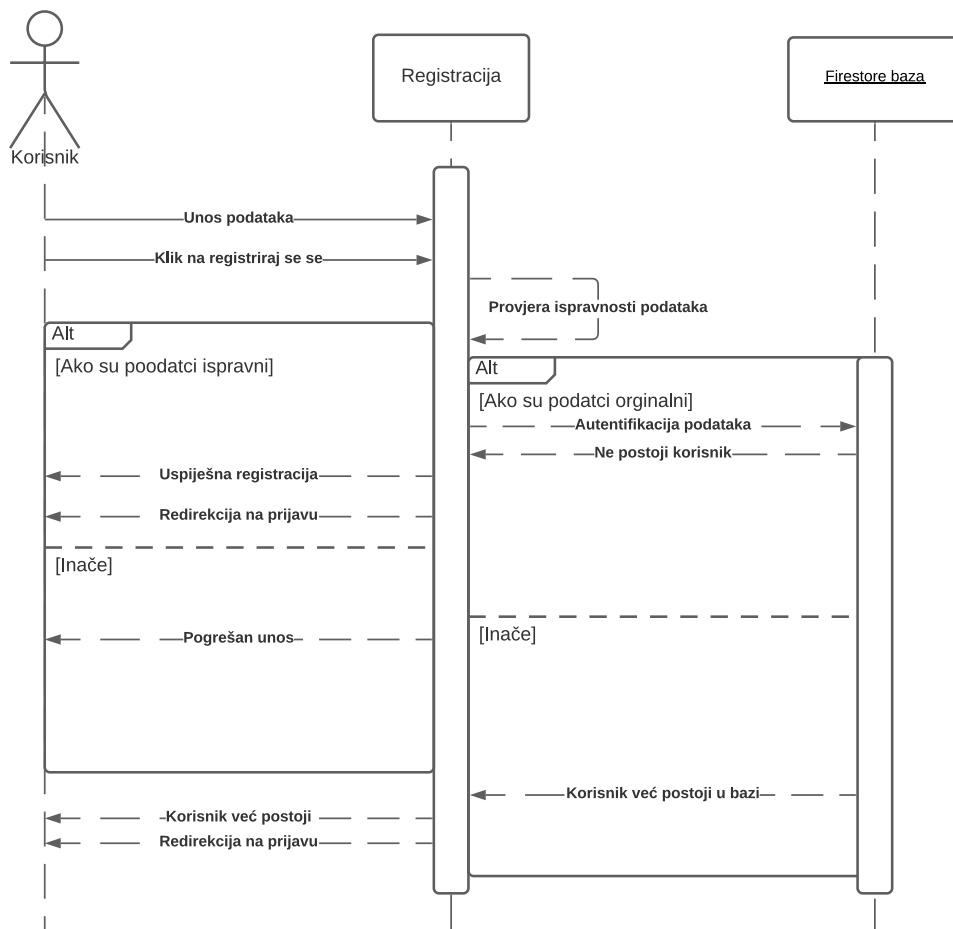 Registracija
Firestore baza
Korisnik
Unos podataka
Klik na registriraj se se
Provjera ispravnosti podataka
Alt
[Ako su poodatci ispravni]
Alt
[Ako su podatci orginalni]
Autentifikacija podataka
Ne postoji korisnik
Uspiješna registracija
Redirekcija na prijavu
[Inače]
Pogrešan unos
[Inače]
Korisnik već postoji u bazi
Korisnik već postoji
Redirekcija na prijavu